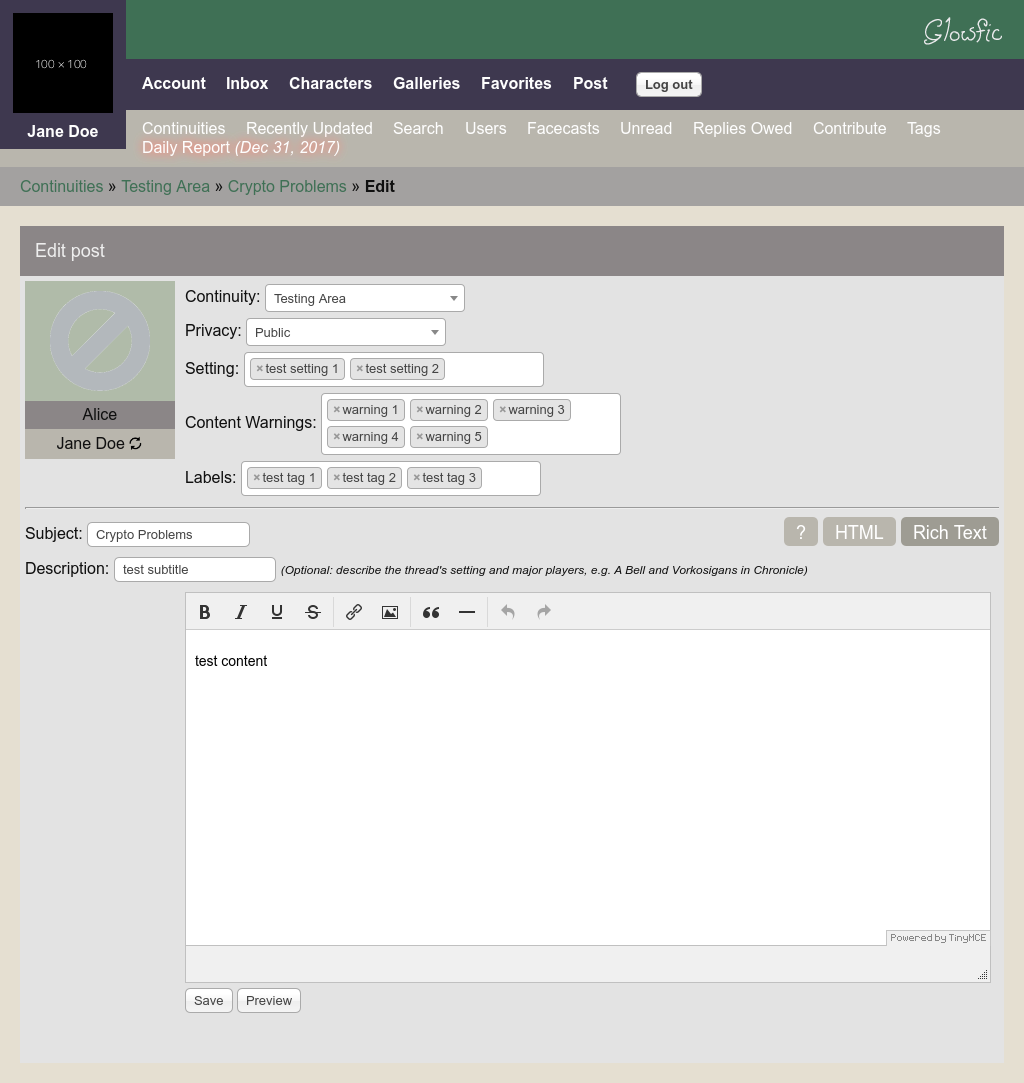 100 × 100
Glowfic
Jane Doe
Account Inbox Characters Galleries Favorites Post Log out
Continuities Recently Updated Search Users Facecasts Unread Replies Owed Contribute Tags
Daily Report (Dec 31, 2017)
Continuities » Testing Area » Crypto Problems » Edit
Edit post
Alice
Jane Doe
Continuity: Testing Area
Privacy: Public
Setting: ×test setting 1 ×test setting 2
Content Warnings: ×warning 1 ×warning 2 ×warning 3
×warning 4 ×warning 5
Labels: ×test tag 1 ×test tag 2 ×test tag 3
Subject: Crypto Problems
? HTML Rich Text
Description: test subtitle (Optional: describe the thread's setting and major players, e.g. A Bell and Vorkosigans in Chronicle)
B I U S
test content
Powered by TinyMCE
Save Preview